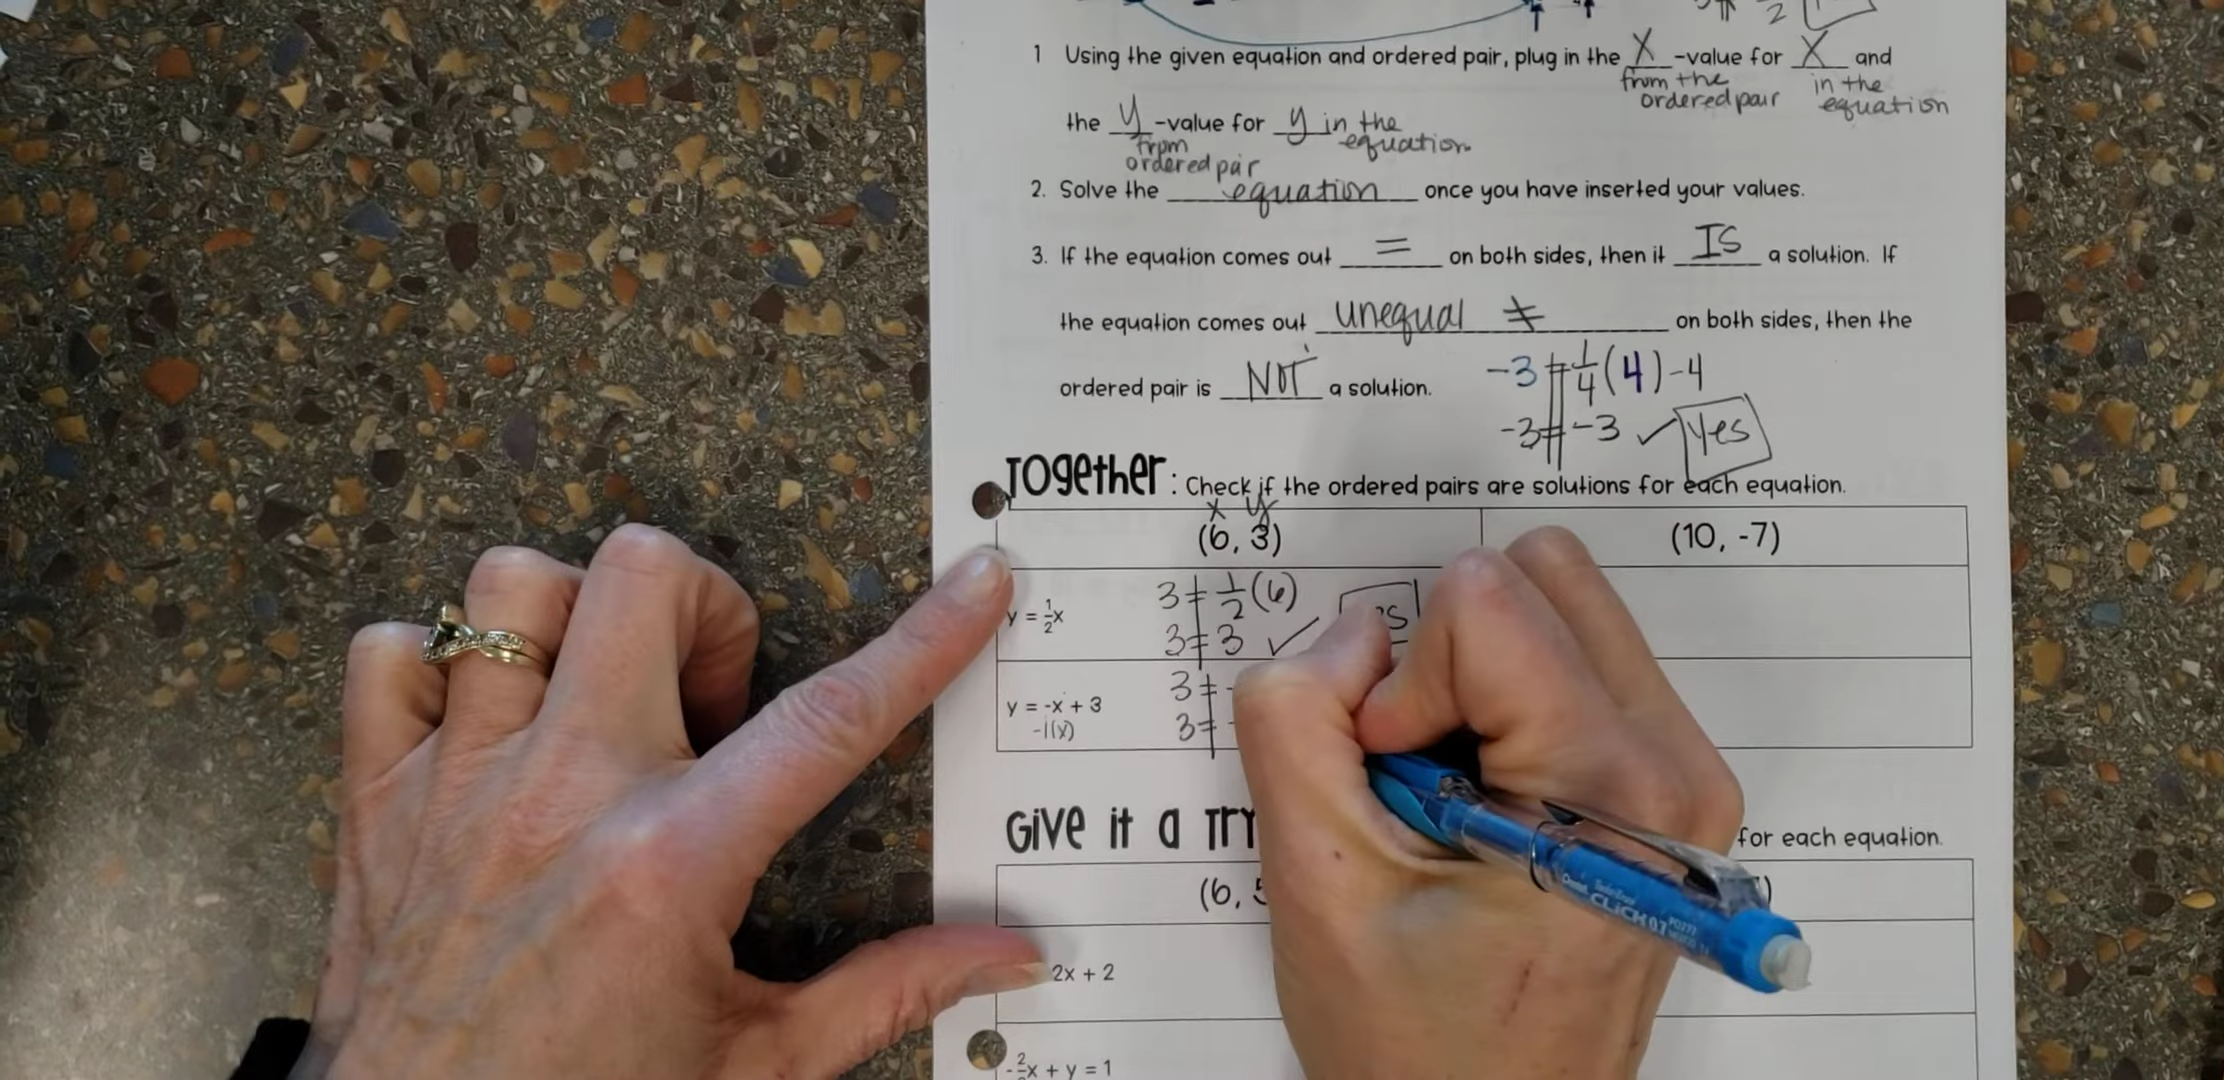 2
1 Using the given equation and ordered pair, plug in the X -value for X and
from the ordered pair in the equation
the y -value for y in the equation
from ordered pair
2. Solve the equation once you have inserted your values.
3. If the equation comes out = on both sides, then it IS a solution. If
the equation comes out unequal ≠ on both sides, then the
ordered pair is NOT a solution.
-3 = 1/4 (4) - 4
-3 = -3 ✓ Yes
Together: Check if the ordered pairs are solutions for each equation.
x y
(6, 3) (10, -7)
y = 1/2 x
3 = 1/2 (6)
3 = 3 ✓
y = -x + 3
-1(x)
3 = -
3 = -
Give it a Try
for each equation.
(6, 5
2x + 2
x + y = 1
Pentel CLICK 0.7